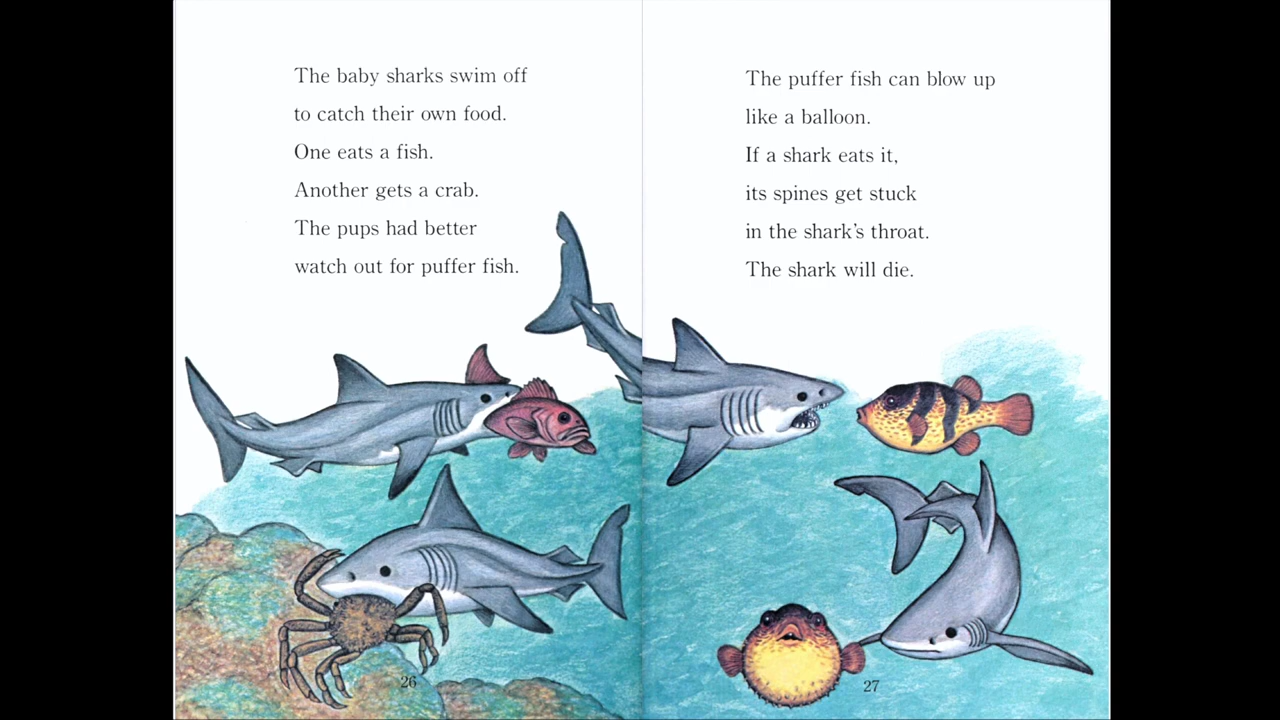 The baby sharks swim off
to catch their own food.
One eats a fish.
Another gets a crab.
The pups had better
watch out for puffer fish.
26
The puffer fish can blow up
like a balloon.
If a shark eats it,
its spines get stuck
in the shark's throat.
The shark will die.
27